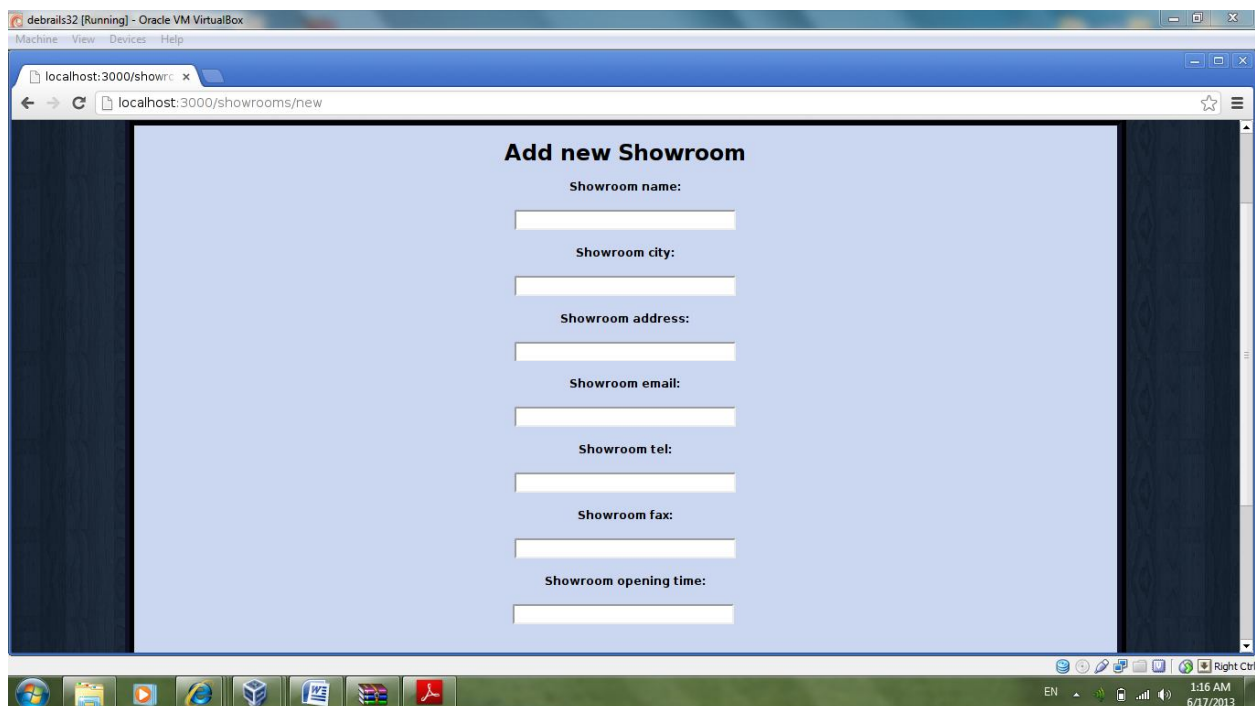 debrails32 [Running] - Oracle VM VirtualBox
Machine View Devices Help
localhost:3000/showrc
localhost:3000/showrooms/new
Add new Showroom
Showroom name:
Showroom city:
Showroom address:
Showroom email:
Showroom tel:
Showroom fax:
Showroom opening time:
Right Ctrl
EN
1:16 AM
6/17/2013